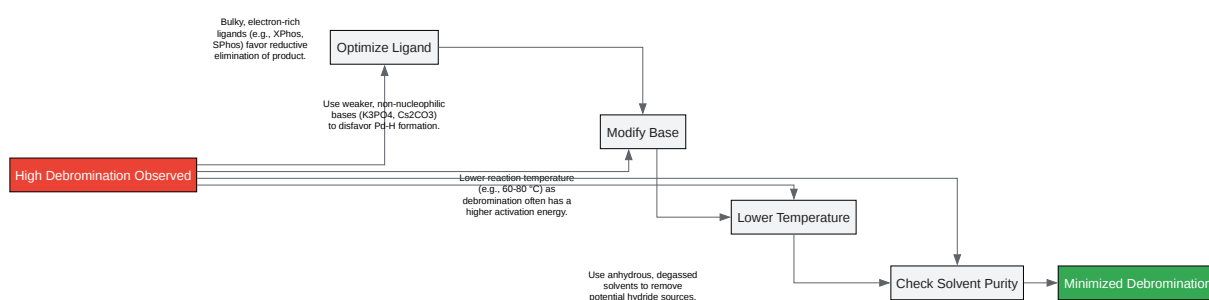 Bulky, electron-rich
ligands (e.g., XPhos,
SPhos) favor reductive
elimination of product.
Optimize Ligand
Use weaker, non-nucleophilic
bases (K3PO4, Cs2CO3)
to disfavor Pd-H formation.
Modify Base
High Debromination Observed
Lower reaction temperature
(e.g., 60-80 °C) as
debromination often has a
higher activation energy.
Lower Temperature
Use anhydrous, degassed
solvents to remove
potential hydride sources.
Check Solvent Purity
Minimized Debromination